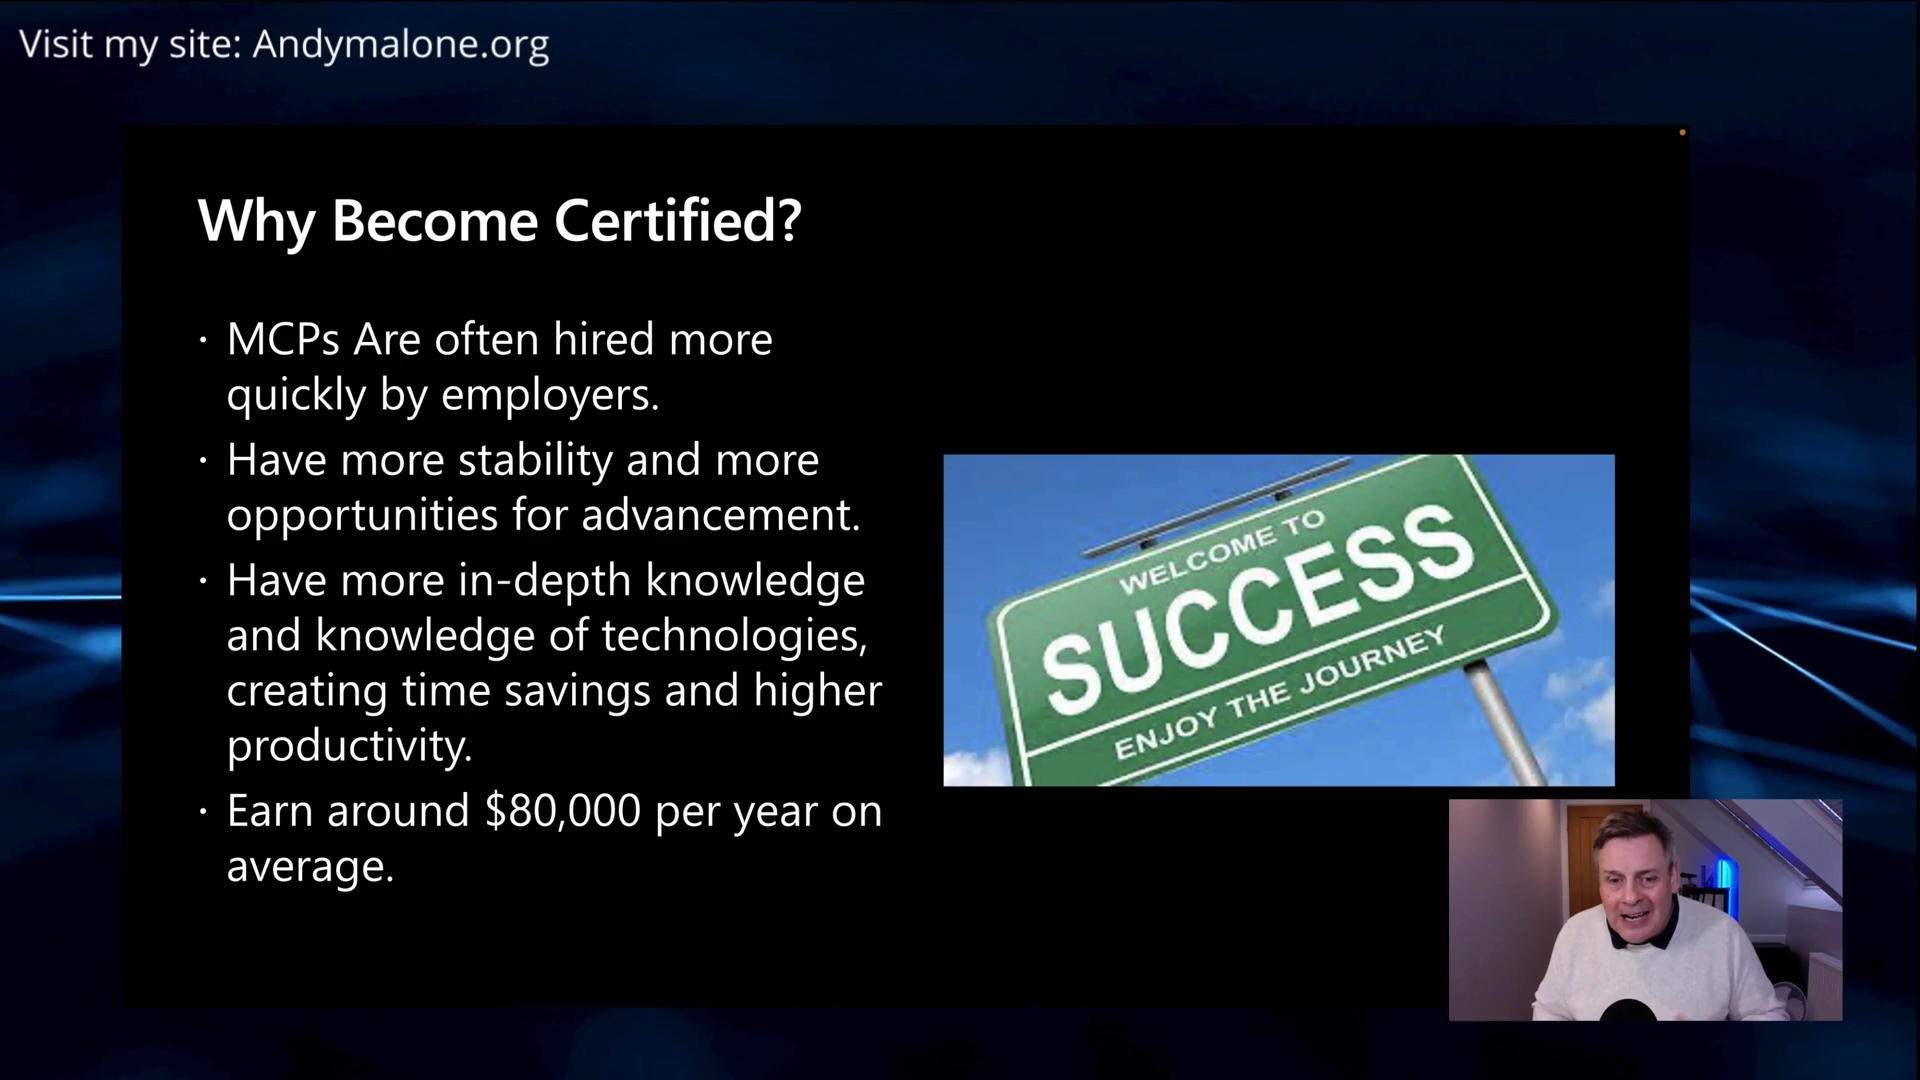 Visit my site: Andymalone.org
Why Become Certified?
· MCPs Are often hired more
quickly by employers.
· Have more stability and more
opportunities for advancement.
· Have more in-depth knowledge
and knowledge of technologies,
creating time savings and higher
productivity.
· Earn around $80,000 per year on
average.
WELCOME TO
SUCCESS
ENJOY THE JOURNEY